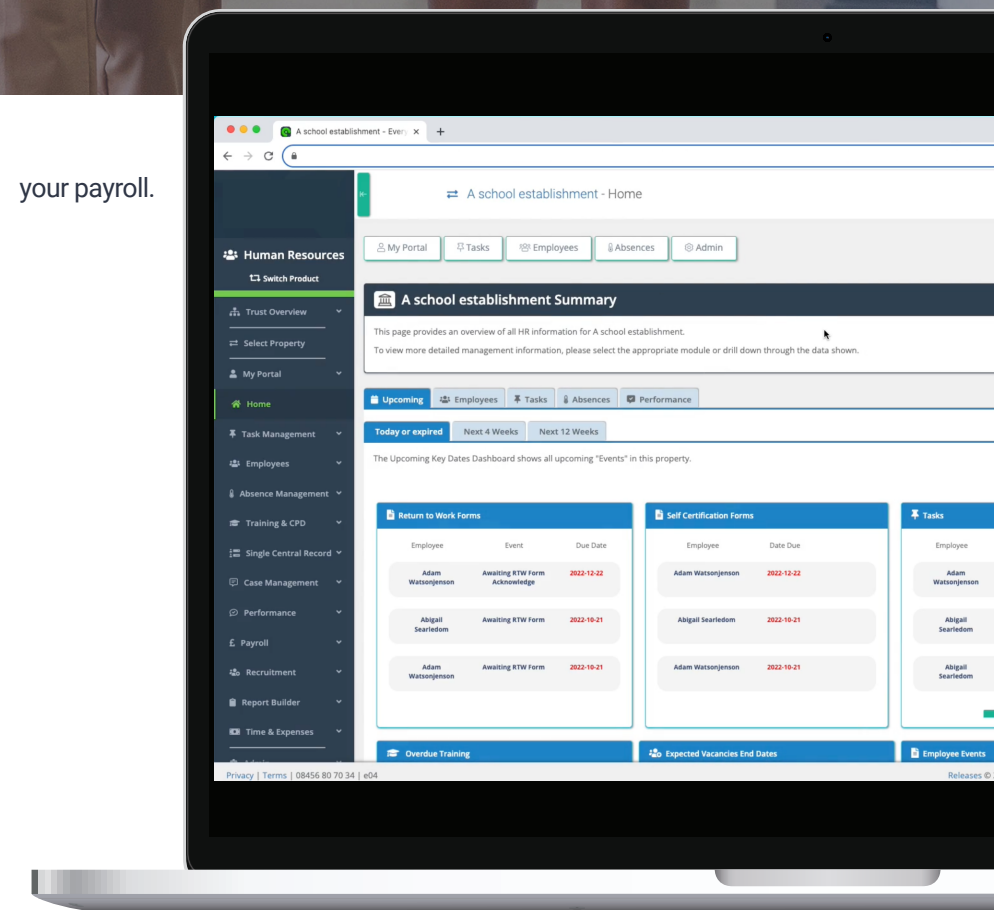 your payroll.
A school establishment - Every
A school establishment - Home
Human Resources
Switch Product
Trust Overview
Select Property
My Portal
Home
Task Management
Employees
Absence Management
Training & CPD
Single Central Record
Case Management
Performance
Payroll
Recruitment
Report Builder
Time & Expenses
My Portal
Tasks
Employees
Absences
Admin
A school establishment Summary
This page provides an overview of all HR information for A school establishment.
To view more detailed management information, please select the appropriate module or drill down through the data shown.
Upcoming
Employees
Tasks
Absences
Performance
Today or expired
Next 4 Weeks
Next 12 Weeks
The Upcoming Key Dates Dashboard shows all upcoming "Events" in this property.
Return to Work Forms
Employee Event Due Date
Adam Awaiting RTW Form 2022-12-22
Watsonjenson Acknowledge
Abigail Awaiting RTW Form 2022-10-21
Searledom
Adam Awaiting RTW Form 2022-10-21
Watsonjenson
Self Certification Forms
Employee Date Due
Adam Watsonjenson 2022-12-22
Abigail Searledom 2022-10-21
Adam Watsonjenson 2022-10-21
Tasks
Employee
Adam
Watsonjenson
Abigail
Searledom
Abigail
Searledom
Overdue Training
Expected Vacancies End Dates
Employee Events
Privacy | Terms | 08456 80 70 34 | e04
Releases ©